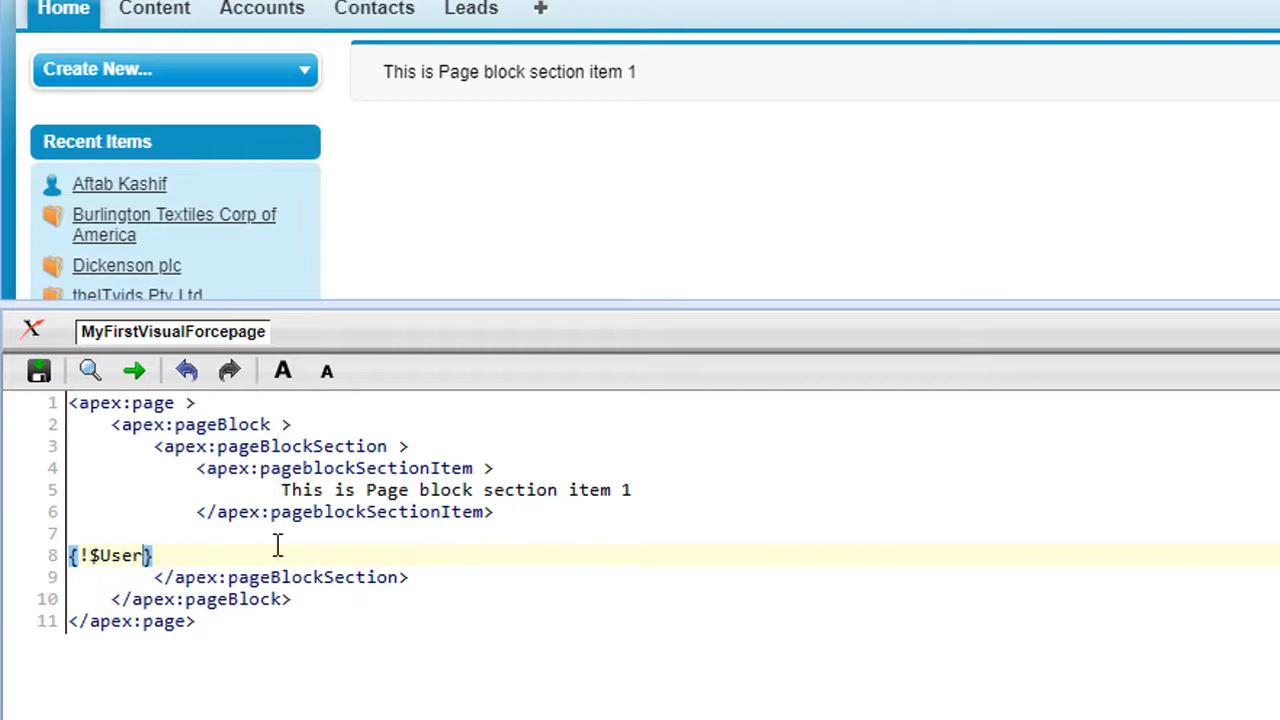 Home Content Accounts Contacts Leads +
Create New...
This is Page block section item 1
Recent Items
Aftab Kashif
Burlington Textiles Corp of
America
Dickenson plc
theITvids Pty Ltd
X MyFirstVisualForcepage
A A
1 <apex:page >
2 <apex:pageBlock >
3 <apex:pageBlockSection >
4 <apex:pageblockSectionItem >
5 This is Page block section item 1
6 </apex:pageblockSectionItem>
7
8 {!$User}
9 </apex:pageBlockSection>
10 </apex:pageBlock>
11 </apex:page>